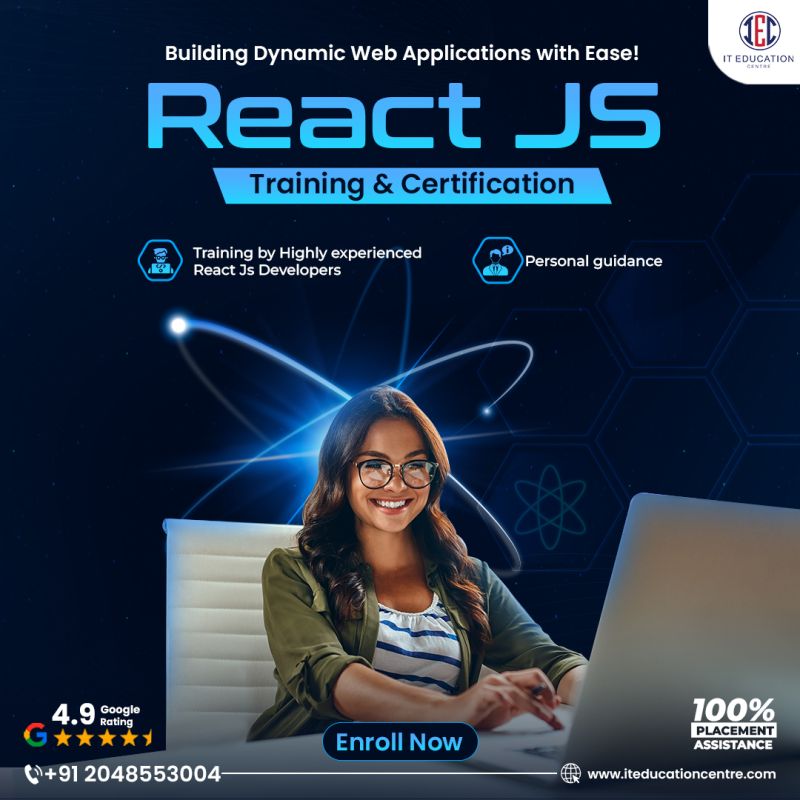 IEC
IT EDUCATION
CENTRE
Building Dynamic Web Applications with Ease!
React JS
Training & Certification
Training by Highly experienced
React Js Developers
Personal guidance
4.9 Google
Rating
Enroll Now
100%
PLACEMENT
ASSISTANCE
+91 2048553004
www.iteducationcentre.com